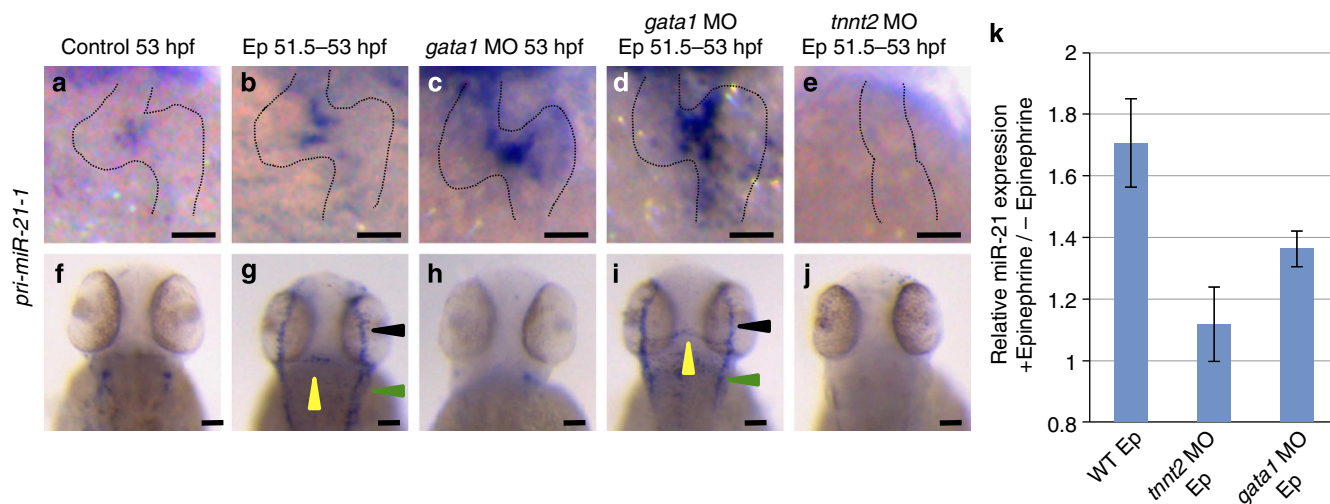 gata1 MO
tnnt2 MO
Control 53 hpf
Ep 51.5–53 hpf
gata1 MO 53 hpf
Ep 51.5–53 hpf
Ep 51.5–53 hpf
k
a
b
c
d
e
f
g
h
i
j
pri-miR-21-1
Relative miR-21 expression
+Epinephrine / – Epinephrine
2
1.8
1.6
1.4
1.2
1
0.8
WT Ep
tnnt2 MO
Ep
gata1 MO
Ep